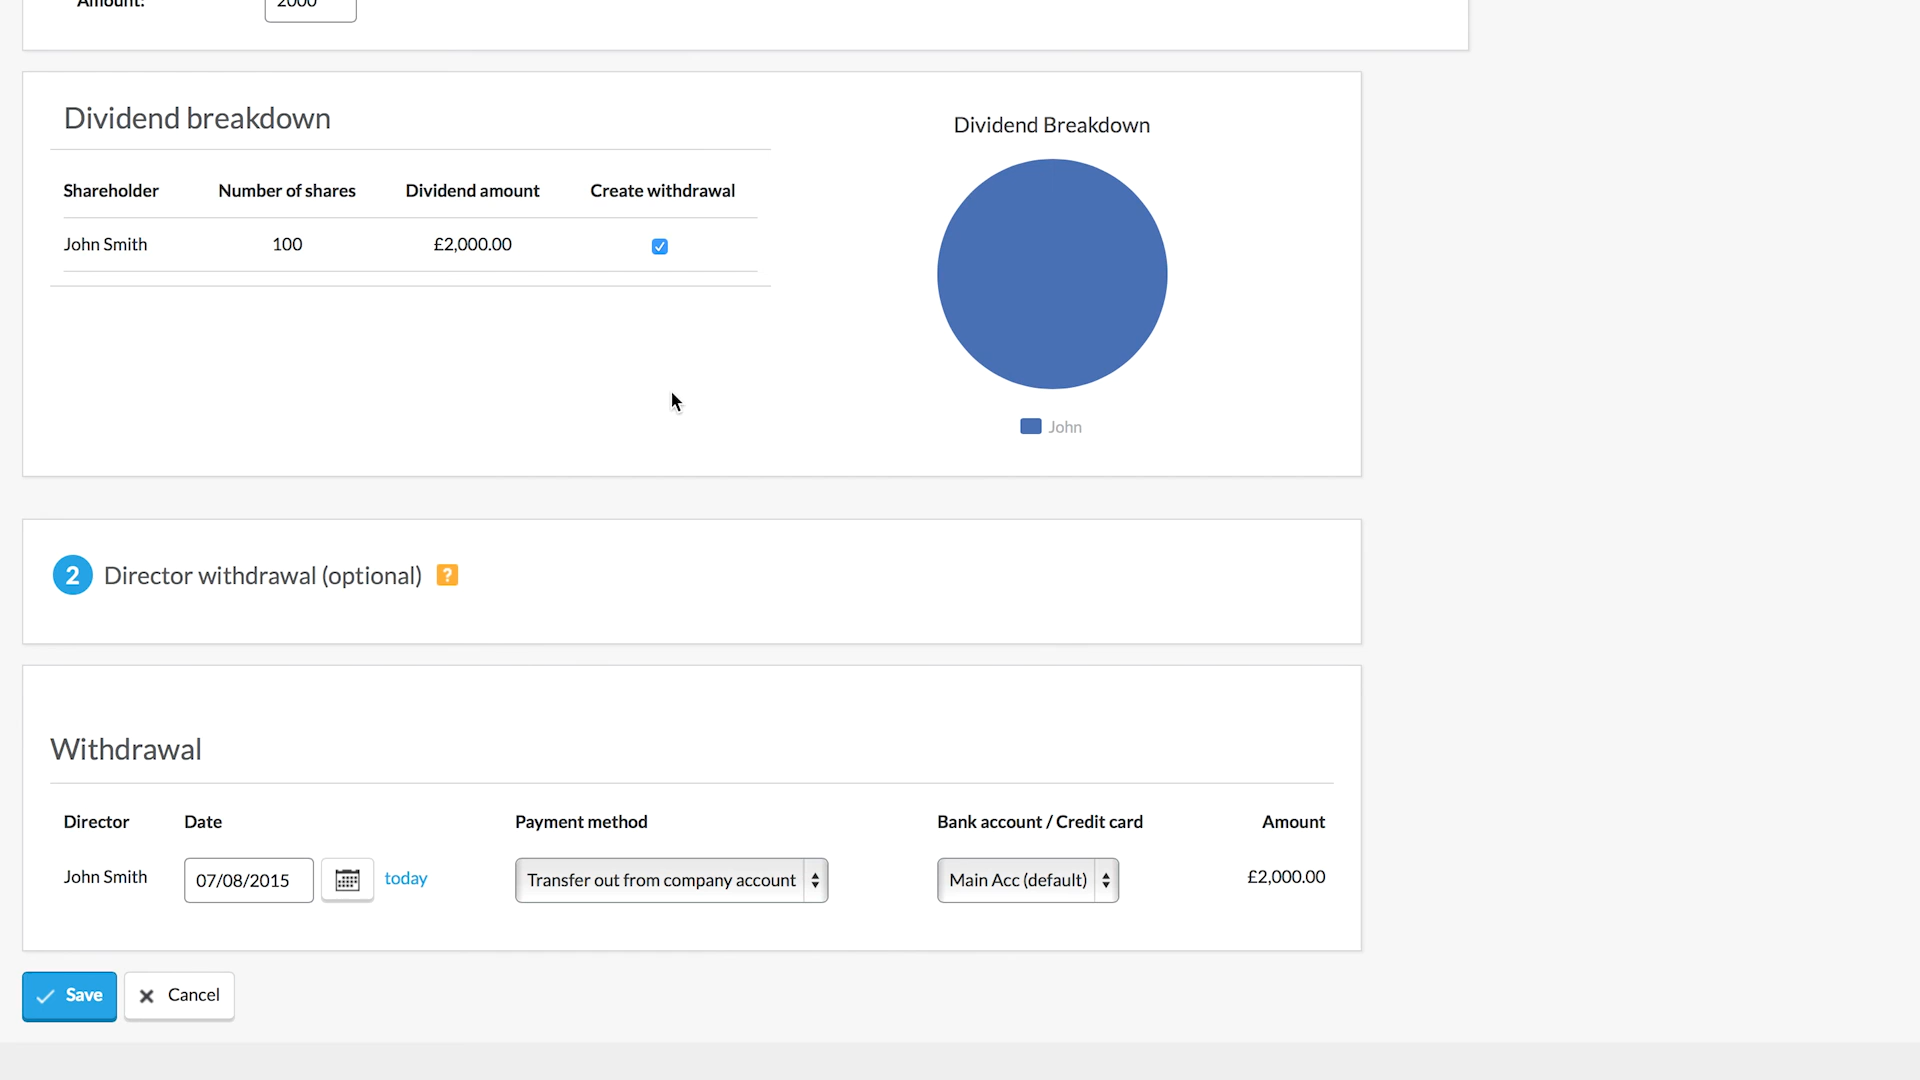 Amount:
2000
Dividend breakdown
Shareholder Number of shares Dividend amount Create withdrawal
John Smith 100 £2,000.00
Dividend Breakdown
John
2 Director withdrawal (optional) ?
Withdrawal
Director Date Payment method Bank account / Credit card Amount
John Smith 07/08/2015 today Transfer out from company account Main Acc (default) £2,000.00
Save Cancel